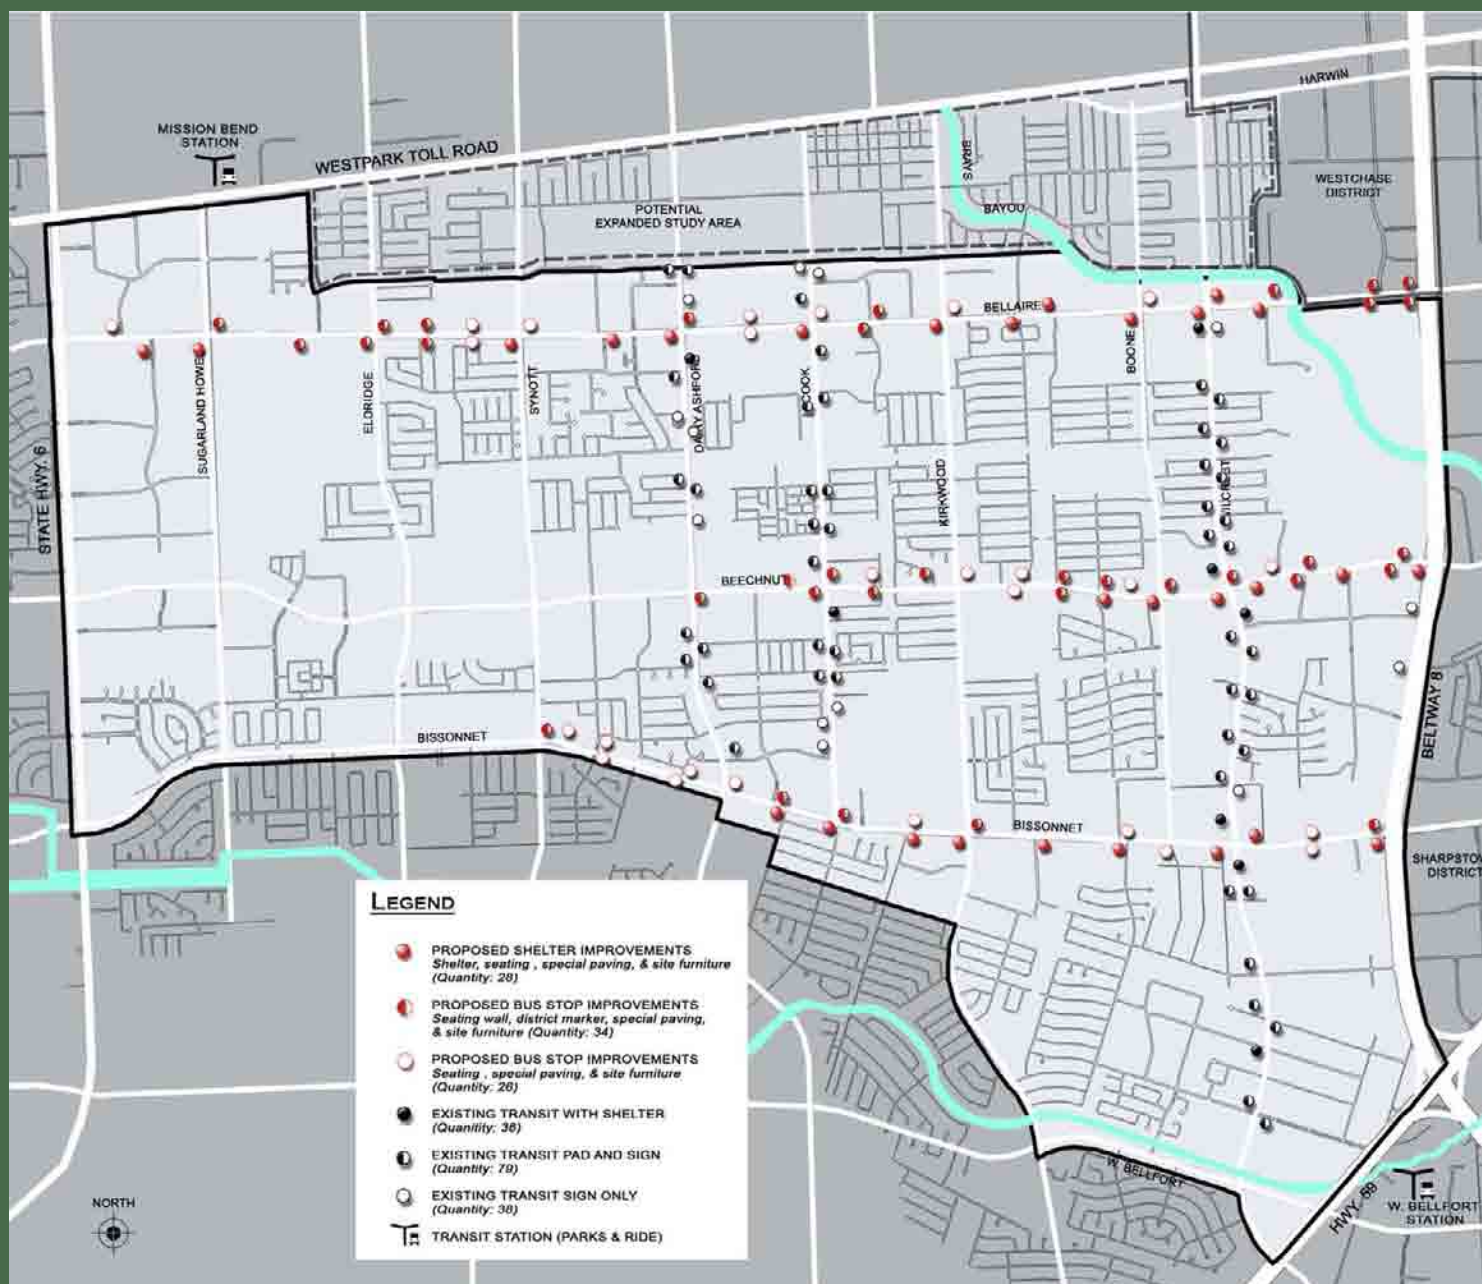 HARWIN
MISSION BEND
STATION
WESTPARK TOLL ROAD
BRAYS
BAYOU
WESTCHASE
DISTRICT
POTENTIAL
EXPANDED STUDY AREA
BELLAIRE
STATE HWY. 6
SUGARLAND HOWE
ELDRIDGE
SYNOTT
DAIRY ASHFORD
COOK
KIRKWOOD
BOONE
WILCREST
BEECHNUT
BELTWAY 8
BISSONNET
BISSONNET
SHARPSTO
DISTRICT
LEGEND
PROPOSED SHELTER IMPROVEMENTS
Shelter, seating , special paving, & site furniture
(Quantity: 28)
PROPOSED BUS STOP IMPROVEMENTS
Seating wall, district marker, special paving,
& site furniture (Quantity: 34)
PROPOSED BUS STOP IMPROVEMENTS
Seating , special paving, & site furniture
(Quantity: 26)
EXISTING TRANSIT WITH SHELTER
(Quanitity: 36)
EXISTING TRANSIT PAD AND SIGN
(Quantity: 79)
EXISTING TRANSIT SIGN ONLY
(Quantity: 38)
TRANSIT STATION (PARKS & RIDE)
NORTH
W. BELLFORT
HWY. 59
W. BELLFORT
STATION